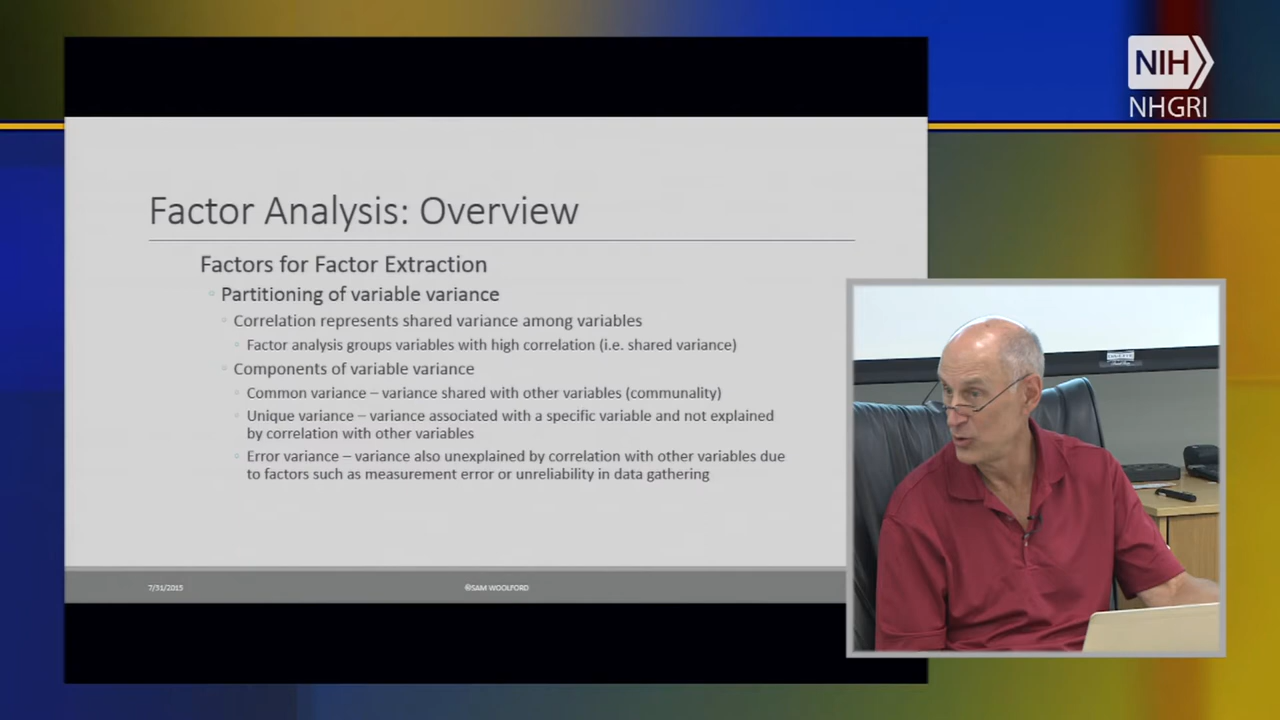 NIH
NHGRI
Factor Analysis: Overview
Factors for Factor Extraction
Partitioning of variable variance
Correlation represents shared variance among variables
Factor analysis groups variables with high correlation (i.e. shared variance)
Components of variable variance
Common variance – variance shared with other variables (communality)
Unique variance – variance associated with a specific variable and not explained
by correlation with other variables
Error variance – variance also unexplained by correlation with other variables due
to factors such as measurement error or unreliability in data gathering
7/31/2015
©SAM WOOLFORD